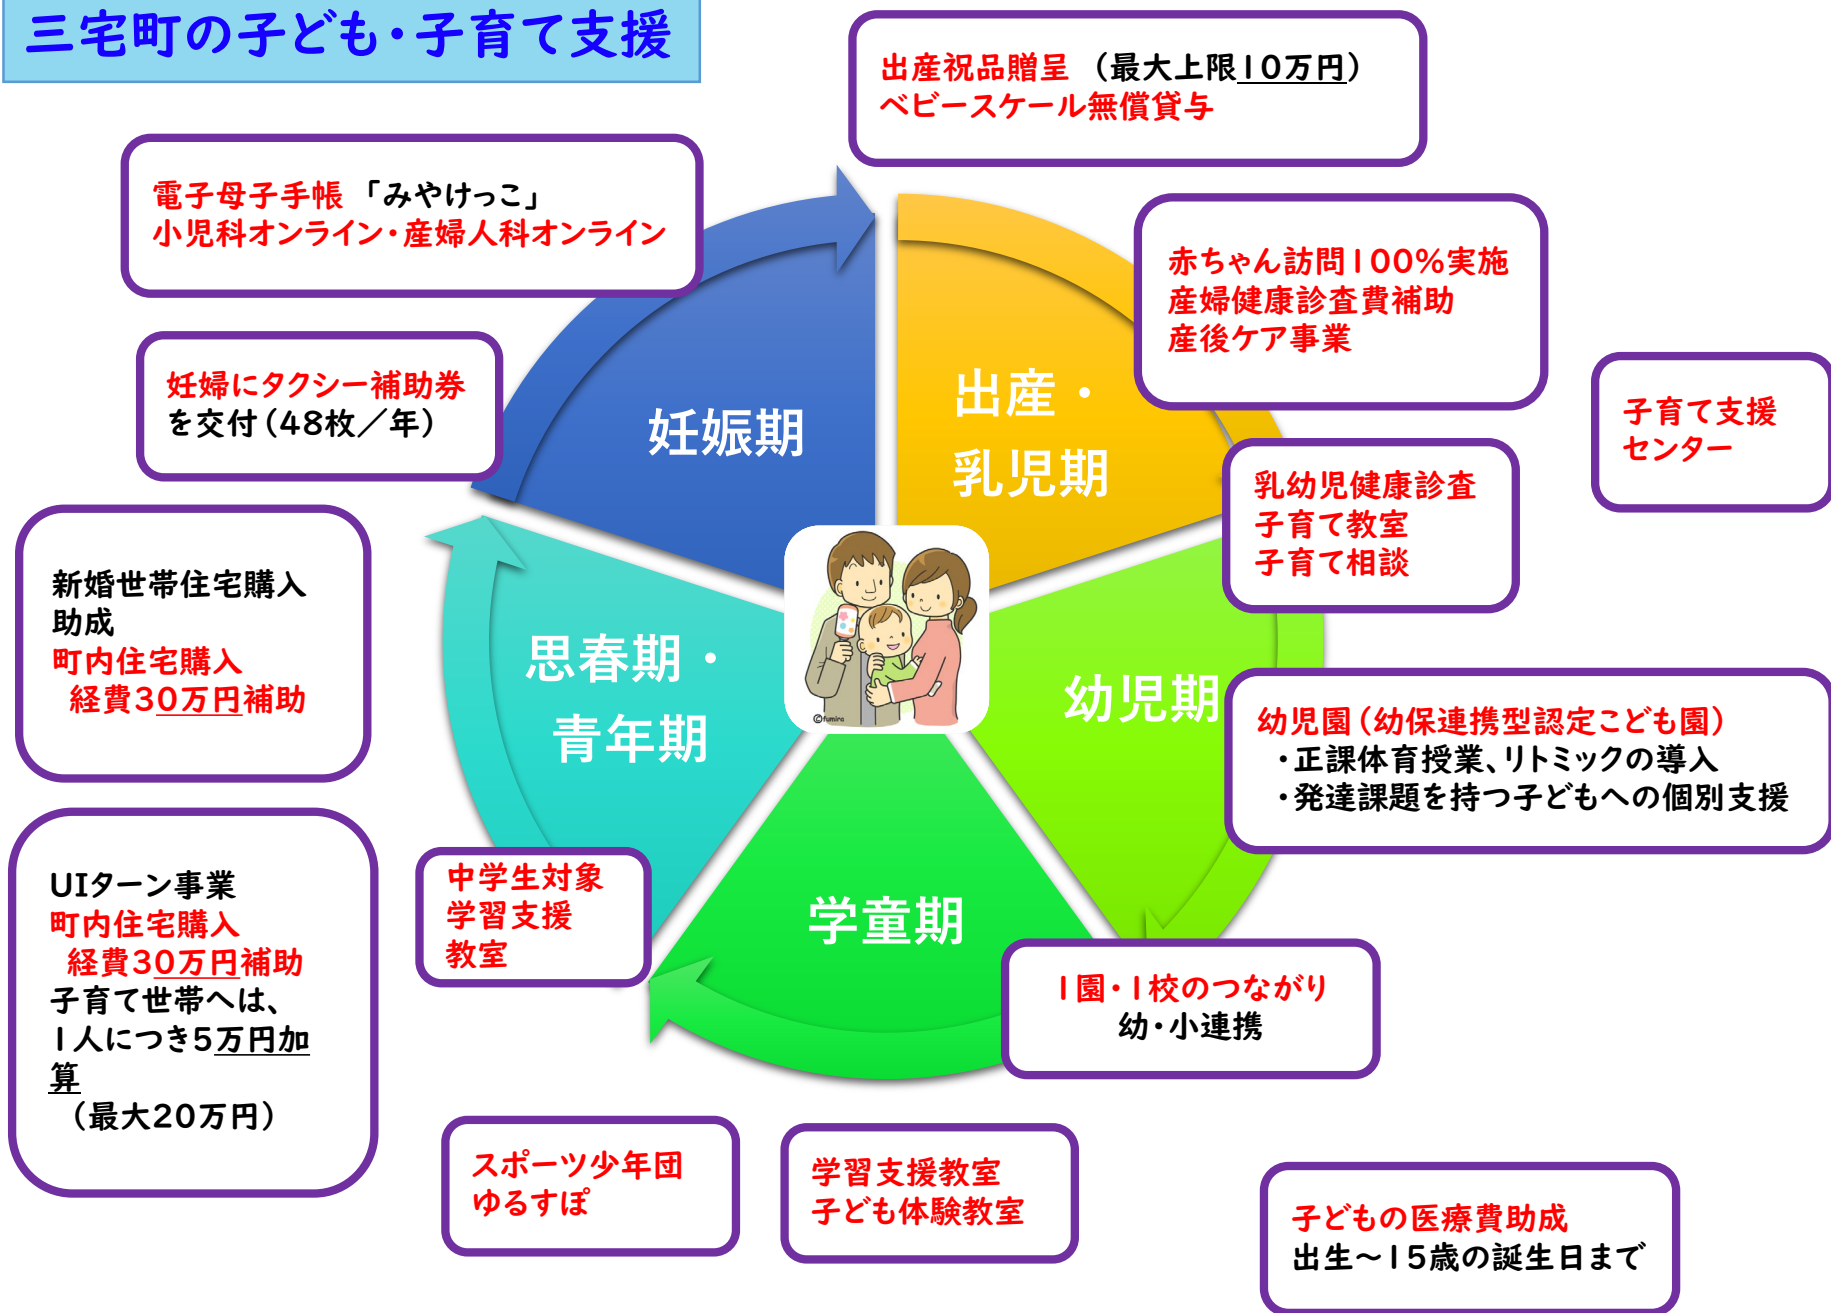 三宅町の子ども・子育て支援
出産祝品贈呈 （最大上限10万円）
ベビースケール無償貸与
電子母子手帳 「みやけっこ」
小児科オンライン・産婦人科オンライン
赤ちゃん訪問100％実施
産婦健康診査費補助
産後ケア事業
妊婦にタクシー補助券
を交付（48枚／年）
子育て支援
センター
妊娠期
出産・
乳児期
乳幼児健康診査
子育て教室
子育て相談
新婚世帯住宅購入
助成
町内住宅購入
経費30万円補助
思春期・
青年期
幼児期
©fumira
幼児園（幼保連携型認定こども園）
・正課体育授業、リトミックの導入
・発達課題を持つ子どもへの個別支援
UIターン事業
町内住宅購入
経費30万円補助
子育て世帯へは、
1人につき5万円加
算
（最大20万円）
中学生対象
学習支援
教室
学童期
1園・1校のつながり
幼・小連携
スポーツ少年団
ゆるすぽ
学習支援教室
子ども体験教室
子どもの医療費助成
出生～15歳の誕生日まで